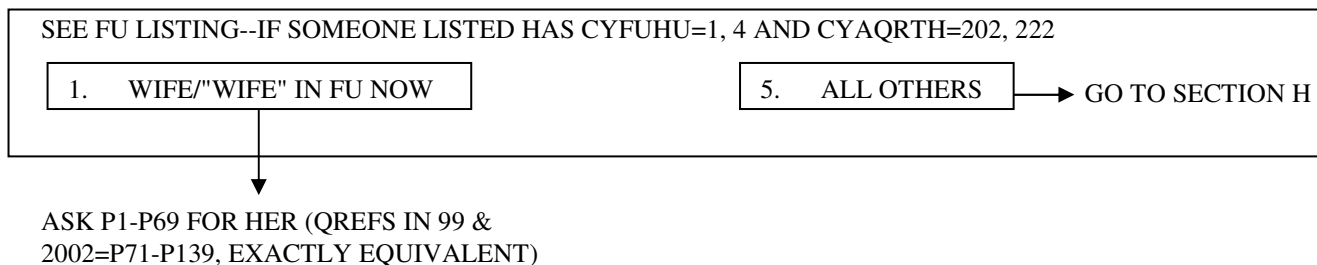 SEE FU LISTING--IF SOMEONE LISTED HAS CYFUHU=1, 4 AND CYAQRTH=202, 222
1. WIFE/"WIFE" IN FU NOW
5. ALL OTHERS
GO TO SECTION H
ASK P1-P69 FOR HER (QREFS IN 99 &
2002=P71-P139, EXACTLY EQUIVALENT)